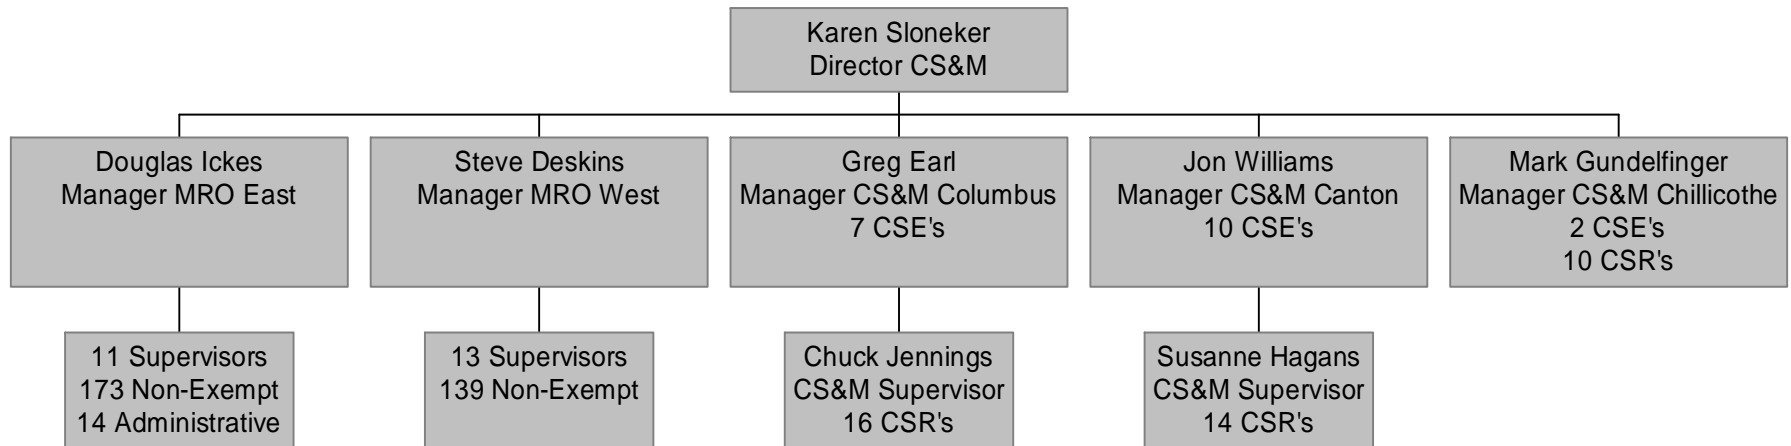 Karen Sloneker
Director CS&M
Douglas Ickes
Manager MRO East
Steve Deskins
Manager MRO West
Greg Earl
Manager CS&M Columbus
7 CSE's
Jon Williams
Manager CS&M Canton
10 CSE's
Mark Gundelfinger
Manager CS&M Chillicothe
2 CSE's
10 CSR's
11 Supervisors
173 Non-Exempt
14 Administrative
13 Supervisors
139 Non-Exempt
Chuck Jennings
CS&M Supervisor
16 CSR's
Susanne Hagans
CS&M Supervisor
14 CSR's